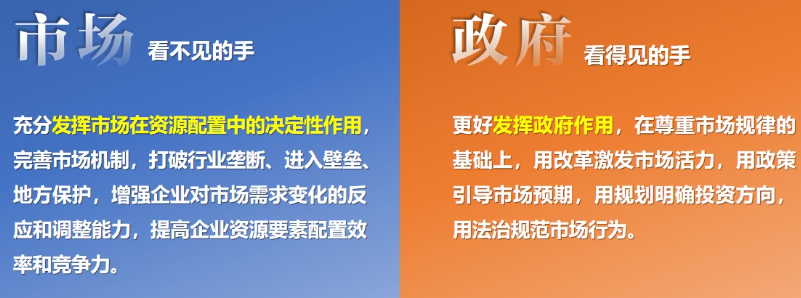 市场 看不见的手
充分发挥市场在资源配置中的决定性作用，
完善市场机制，打破行业垄断、进入壁垒、
地方保护，增强企业对市场需求变化的反
应和调整能力，提高企业资源要素配置效
率和竞争力。
政府 看得见的手
更好发挥政府作用，在尊重市场规律的
基础上，用改革激发市场活力，用政策
引导市场预期，用规划明确投资方向，
用法治规范市场行为。